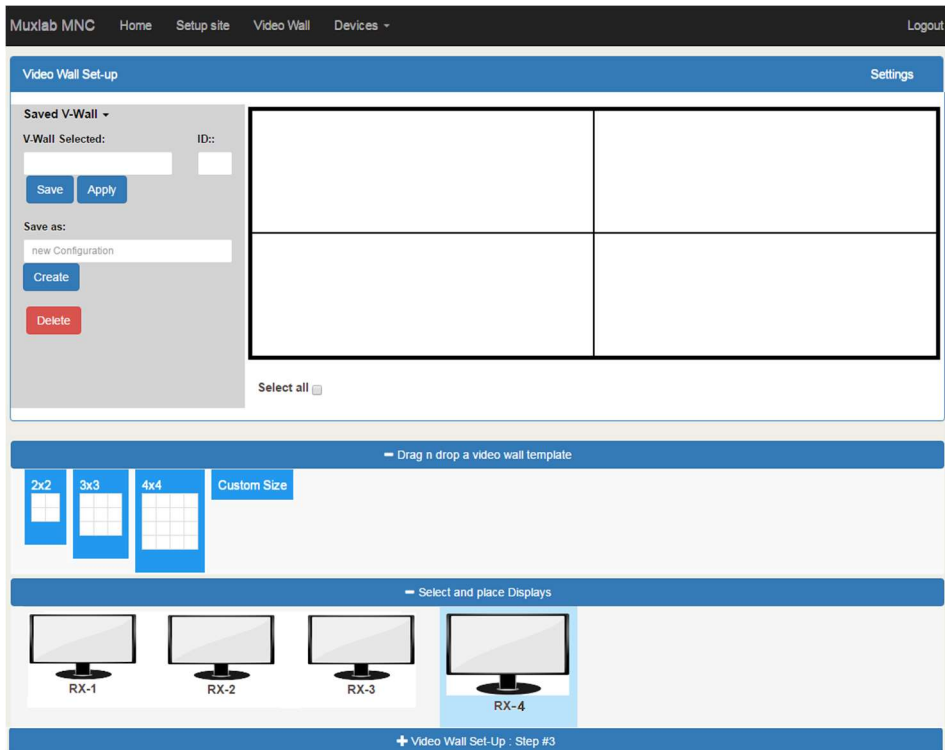 Muxlab MNC Home Setup site Video Wall Devices Logout
Video Wall Set-up Settings
Saved V-Wall
V-Wall Selected: ID::
Save Apply
Save as:
new Configuration
Create
Delete
Select all
Drag n drop a video wall template
2x2 3x3 4x4 Custom Size
Select and place Displays
RX-1 RX-2 RX-3 RX-4
Video Wall Set-Up : Step #3